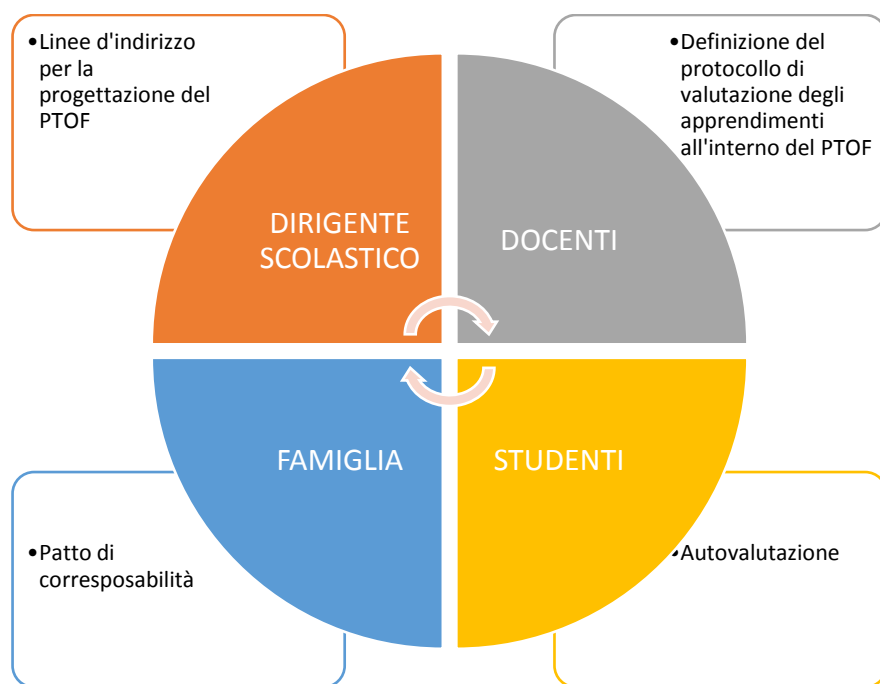 •Linee d'indirizzo
per la
progettazione del
PTOF
•Definizione del
protocollo di
valutazione degli
apprendimenti
all'interno del PTOF
DIRIGENTE
SCOLASTICO
DOCENTI
FAMIGLIA
STUDENTI
•Patto di
corresposabilità
•Autovalutazione